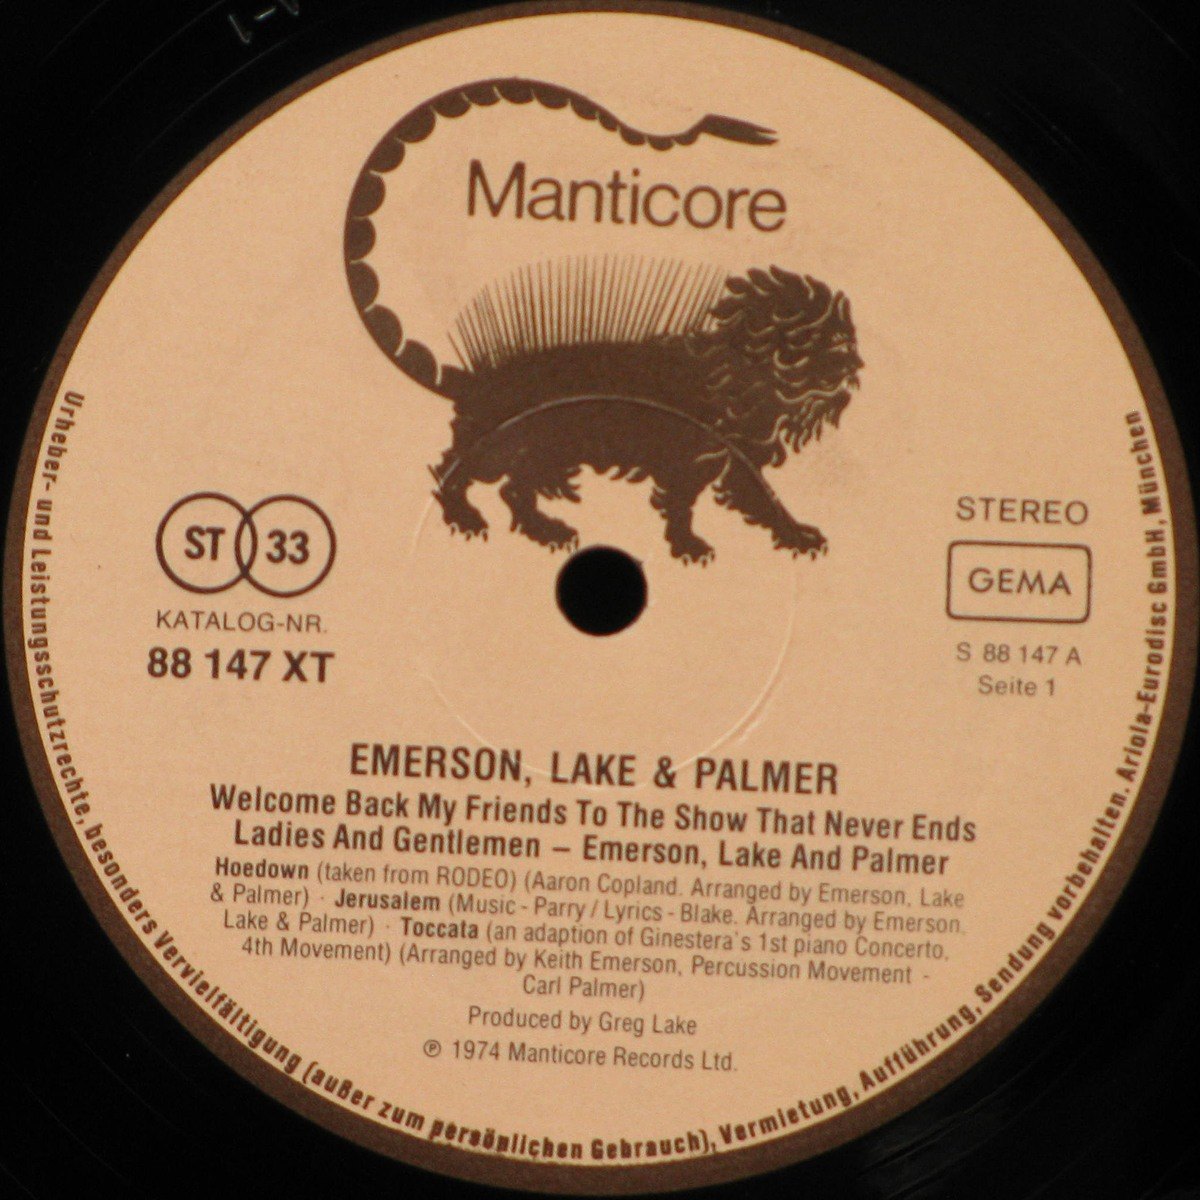 Manticore
ST 33
KATALOG-NR.
88 147 XT
STEREO
GEMA
S 88 147 A
Seite 1
EMERSON, LAKE & PALMER
Welcome Back My Friends To The Show That Never Ends
Ladies And Gentlemen – Emerson, Lake And Palmer
Hoedown (taken from RODEO) (Aaron Copland. Arranged by Emerson, Lake
& Palmer) · Jerusalem (Music - Parry / Lyrics - Blake. Arranged by Emerson,
Lake & Palmer) · Toccata (an adaption of Ginestera's 1st piano Concerto,
4th Movement) (Arranged by Keith Emerson, Percussion Movement -
Carl Palmer)
Produced by Greg Lake
℗ 1974 Manticore Records Ltd.
Urheber- und Leistungsschutzrechte, besonders Vervielfältigung (außer zum persönlichen Gebrauch), Vermietung, Aufführung, Sendung vorbehalten. Ariola-Eurodisc GmbH, München